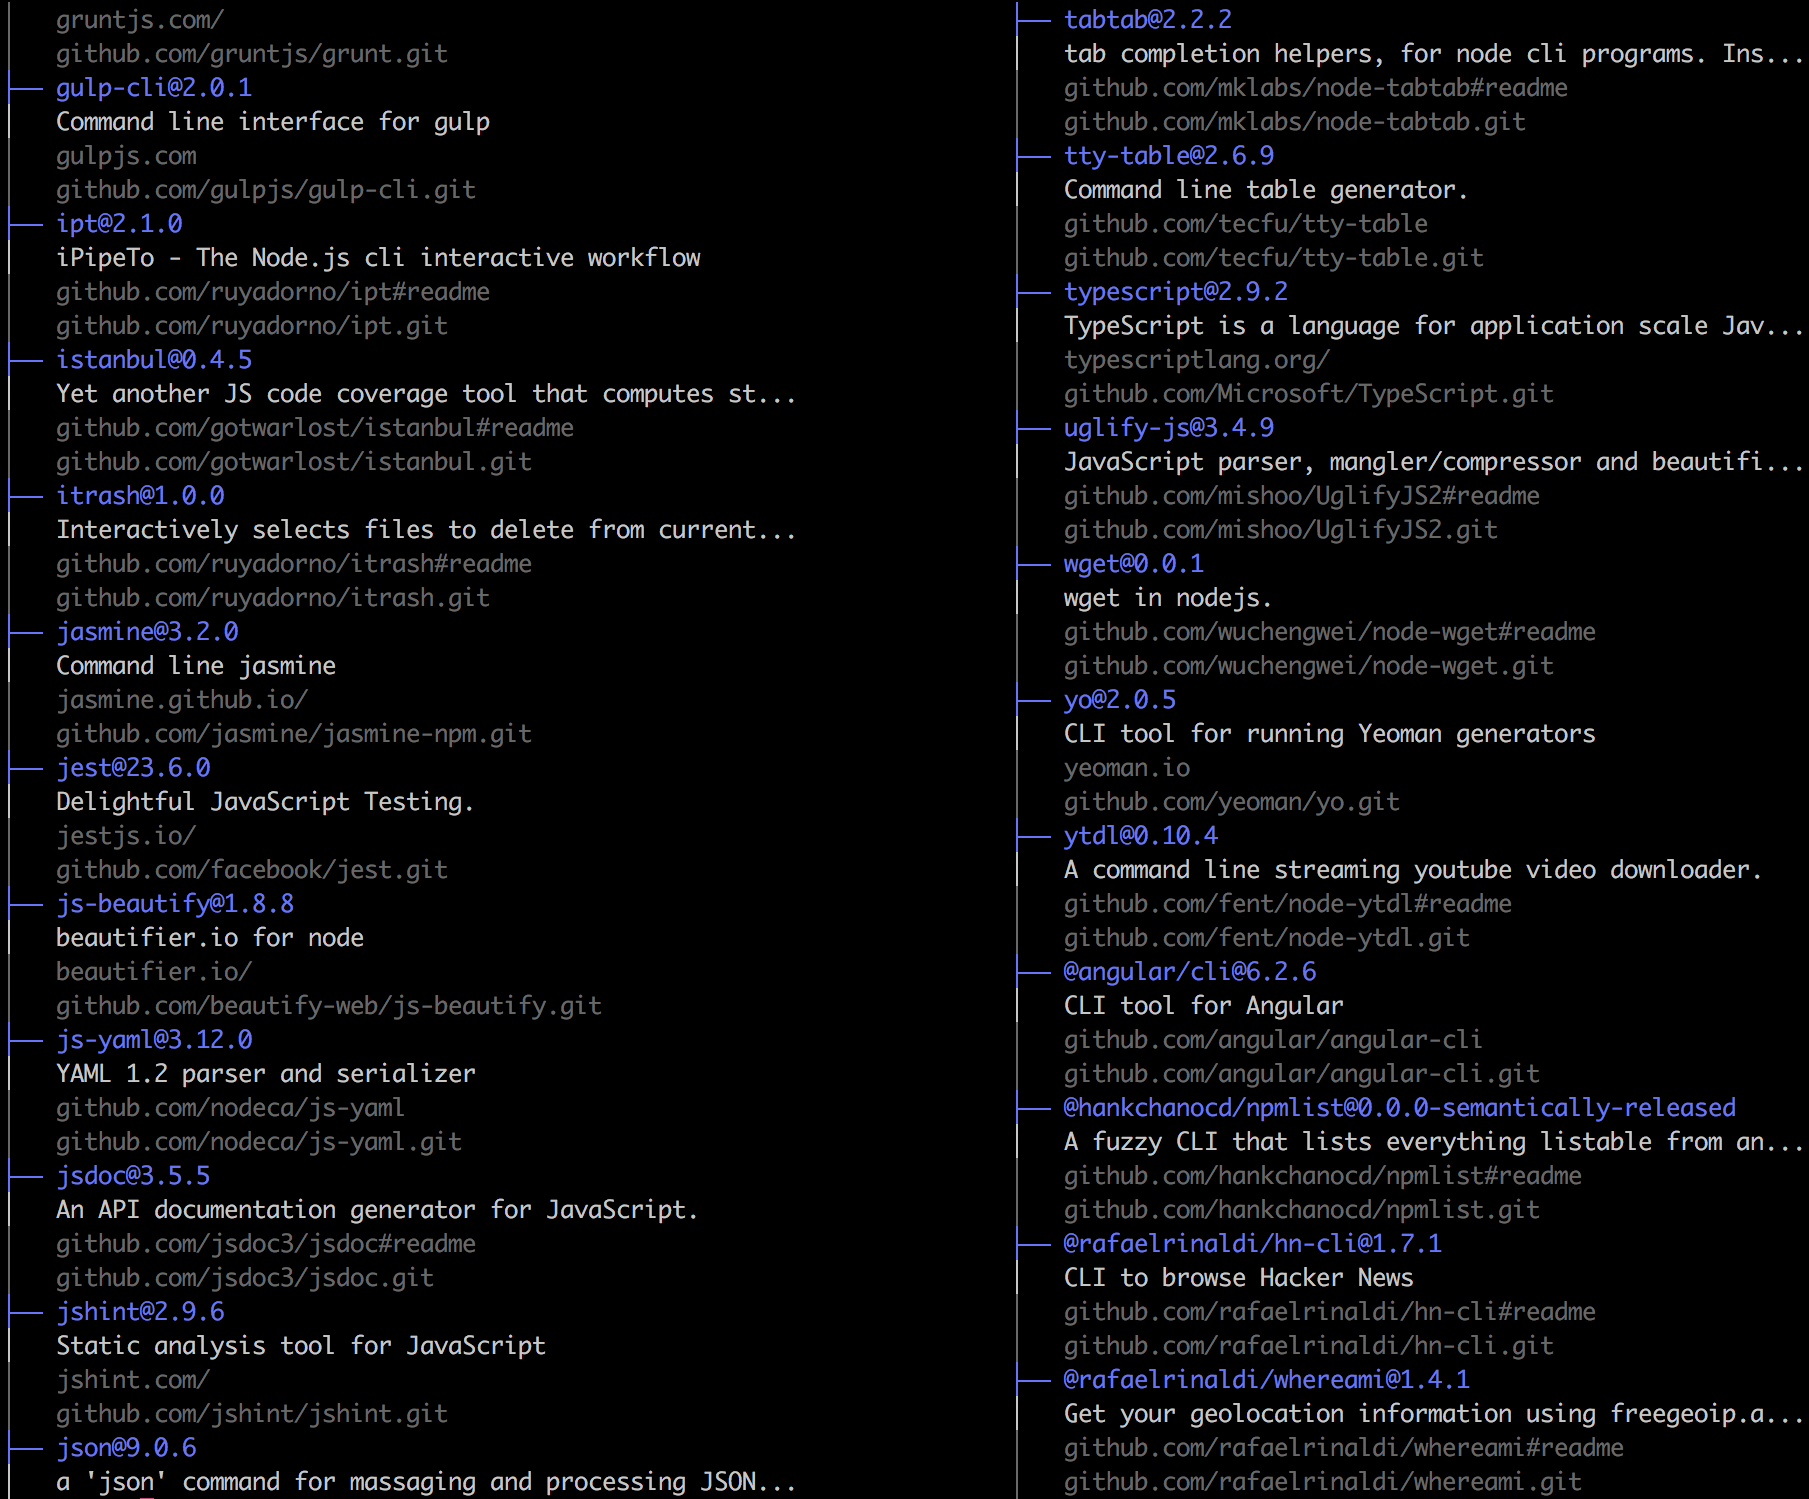 gruntjs.com/
github.com/gruntjs/grunt.git
gulp-cli@2.0.1
Command line interface for gulp
gulpjs.com
github.com/gulpjs/gulp-cli.git
ipt@2.1.0
iPipeTo - The Node.js cli interactive workflow
github.com/ruyadorno/ipt#readme
github.com/ruyadorno/ipt.git
istanbul@0.4.5
Yet another JS code coverage tool that computes st...
github.com/gotwarlost/istanbul#readme
github.com/gotwarlost/istanbul.git
itrash@1.0.0
Interactively selects files to delete from current...
github.com/ruyadorno/itrash#readme
github.com/ruyadorno/itrash.git
jasmine@3.2.0
Command line jasmine
jasmine.github.io/
github.com/jasmine/jasmine-npm.git
jest@23.6.0
Delightful JavaScript Testing.
jestjs.io/
github.com/facebook/jest.git
js-beautify@1.8.8
beautifier.io for node
beautifier.io/
github.com/beautify-web/js-beautify.git
js-yaml@3.12.0
YAML 1.2 parser and serializer
github.com/nodeca/js-yaml
github.com/nodeca/js-yaml.git
jsdoc@3.5.5
An API documentation generator for JavaScript.
github.com/jsdoc3/jsdoc#readme
github.com/jsdoc3/jsdoc.git
jshint@2.9.6
Static analysis tool for JavaScript
jshint.com/
github.com/jshint/jshint.git
json@9.0.6
a 'json' command for massaging and processing JSON...
tabtab@2.2.2
tab completion helpers, for node cli programs. Ins...
github.com/mklabs/node-tabtab#readme
github.com/mklabs/node-tabtab.git
tty-table@2.6.9
Command line table generator.
github.com/tecfu/tty-table
github.com/tecfu/tty-table.git
typescript@2.9.2
TypeScript is a language for application scale Jav...
typescriptlang.org/
github.com/Microsoft/TypeScript.git
uglify-js@3.4.9
JavaScript parser, mangler/compressor and beautifi...
github.com/mishoo/UglifyJS2#readme
github.com/mishoo/UglifyJS2.git
wget@0.0.1
wget in nodejs.
github.com/wuchengwei/node-wget#readme
github.com/wuchengwei/node-wget.git
yo@2.0.5
CLI tool for running Yeoman generators
yeoman.io
github.com/yeoman/yo.git
ytdl@0.10.4
A command line streaming youtube video downloader.
github.com/fent/node-ytdl#readme
github.com/fent/node-ytdl.git
@angular/cli@6.2.6
CLI tool for Angular
github.com/angular/angular-cli
github.com/angular/angular-cli.git
@hankchanocd/npmlist@0.0.0-semantically-released
A fuzzy CLI that lists everything listable from an...
github.com/hankchanocd/npmlist#readme
github.com/hankchanocd/npmlist.git
@rafaelrinaldi/hn-cli@1.7.1
CLI to browse Hacker News
github.com/rafaelrinaldi/hn-cli#readme
github.com/rafaelrinaldi/hn-cli.git
@rafaelrinaldi/whereami@1.4.1
Get your geolocation information using freegeoip.a...
github.com/rafaelrinaldi/whereami#readme
github.com/rafaelrinaldi/whereami.git